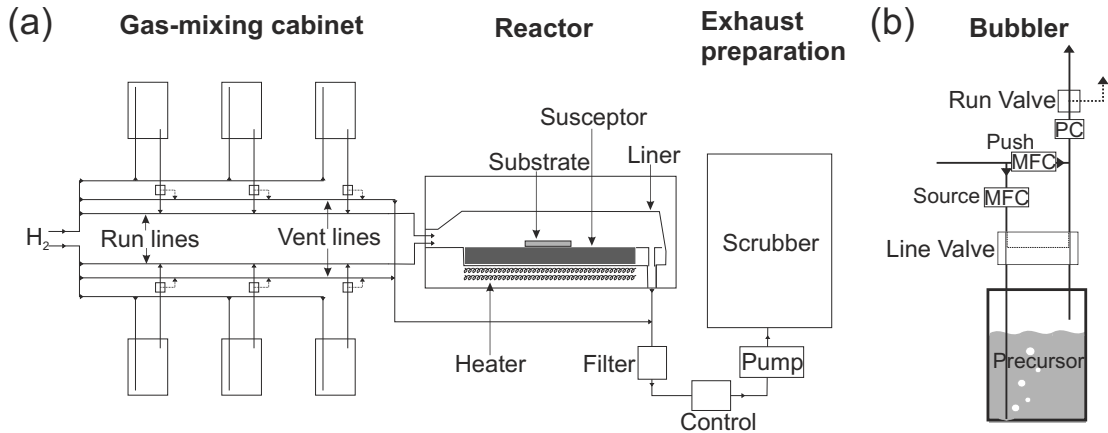 (a)
Gas-mixing cabinet
Reactor
Exhaust
preparation
(b)
Bubbler
Run Valve
PC
Push
MFC
Source
MFC
Line Valve
Precursor
Susceptor
Substrate
Liner
H2
Run lines
Vent lines
Scrubber
Heater
Filter
Pump
Control